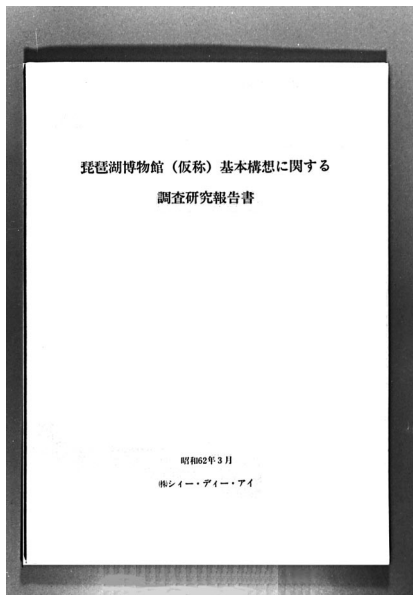 琵琶湖博物館（仮称）基本構想に関する
調査研究報告書
昭和62年3月
㈱シィー・ディー・アイ